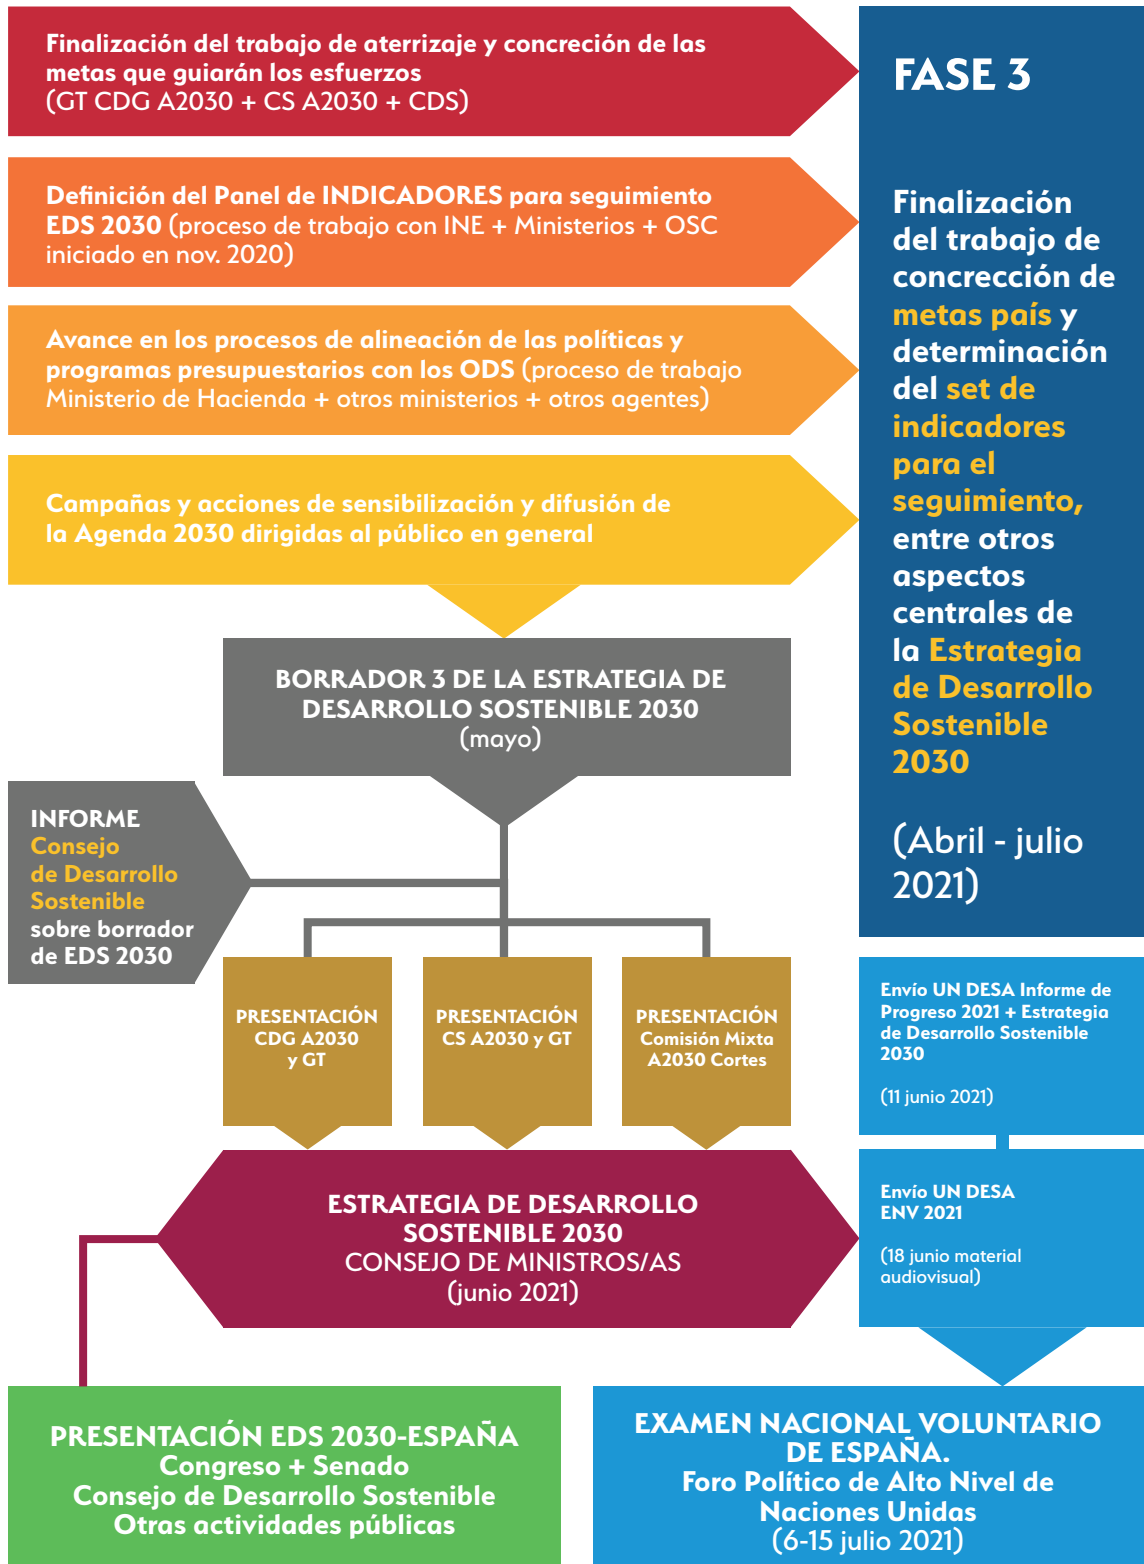 Finalización del trabajo de aterrizaje y concreción de las
metas que guiarán los esfuerzos
(GT CDG A2030 + CS A2030 + CDS)
Definición del Panel de INDICADORES para seguimiento
EDS 2030 (proceso de trabajo con INE + Ministerios + OSC
iniciado en nov. 2020)
Avance en los procesos de alineación de las políticas y
programas presupuestarios con los ODS (proceso de trabajo
Ministerio de Hacienda + otros ministerios + otros agentes)
Campañas y acciones de sensibilización y difusión de
la Agenda 2030 dirigidas al público en general
FASE 3
Finalización
del trabajo de
concrección de
metas país y
determinación
del set de
indicadores
para el
seguimiento,
entre otros
aspectos
centrales de
la Estrategia
de Desarrollo
Sostenible
2030
(Abril - julio
2021)
BORRADOR 3 DE LA ESTRATEGIA DE
DESARROLLO SOSTENIBLE 2030
(mayo)
INFORME
Consejo
de Desarrollo
Sostenible
sobre borrador
de EDS 2030
PRESENTACIÓN
CDG A2030
y GT
PRESENTACIÓN
CS A2030 y GT
PRESENTACIÓN
Comisión Mixta
A2030 Cortes
Envío UN DESA Informe de
Progreso 2021 + Estrategia
de Desarrollo Sostenible
2030
(11 junio 2021)
ESTRATEGIA DE DESARROLLO
SOSTENIBLE 2030
CONSEJO DE MINISTROS/AS
(junio 2021)
Envío UN DESA
ENV 2021
(18 junio material
audiovisual)
PRESENTACIÓN EDS 2030-ESPAÑA
Congreso + Senado
Consejo de Desarrollo Sostenible
Otras actividades públicas
EXAMEN NACIONAL VOLUNTARIO
DE ESPAÑA.
Foro Político de Alto Nivel de
Naciones Unidas
(6-15 julio 2021)